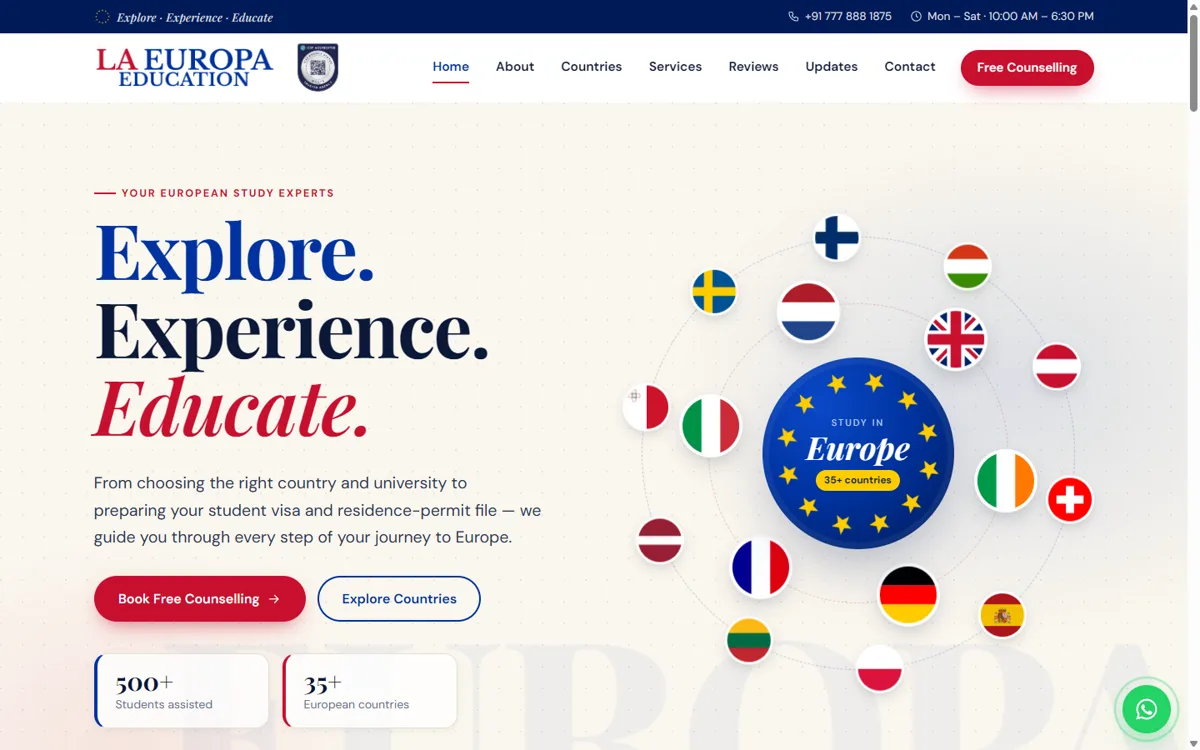 Explore · Experience · Educate
+91 777 888 1875
Mon – Sat · 10:00 AM – 6:30 PM
LA EUROPA
EDUCATION
Home
About
Countries
Services
Reviews
Updates
Contact
Free Counselling
YOUR EUROPEAN STUDY EXPERTS
Explore.
Experience.
Educate.
From choosing the right country and university to
preparing your student visa and residence-permit file — we
guide you through every step of your journey to Europe.
Book Free Counselling →
Explore Countries
500+
Students assisted
35+
European countries
STUDY IN
Europe
35+ countries
EUROPA